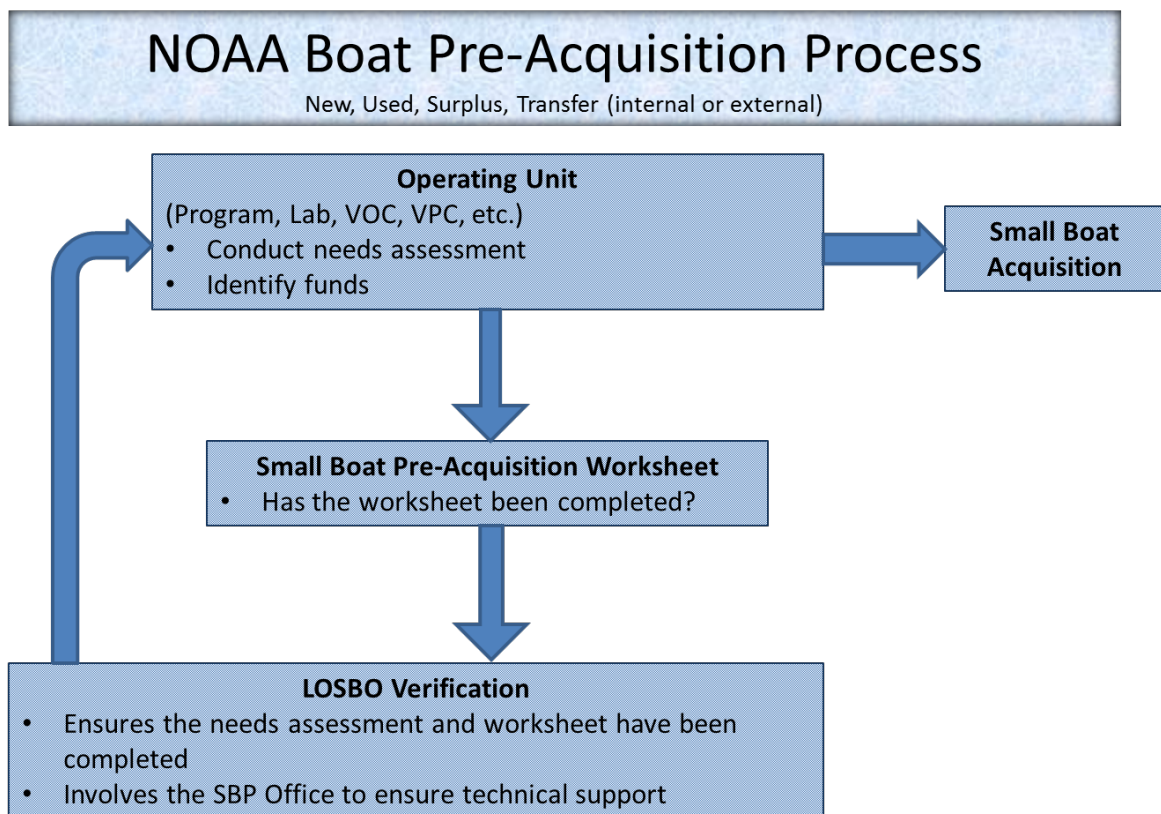 NOAA Boat Pre-Acquisition Process
New, Used, Surplus, Transfer (internal or external)
Operating Unit
(Program, Lab, VOC, VPC, etc.)
• Conduct needs assessment
• Identify funds
Small Boat
Acquisition
Small Boat Pre-Acquisition Worksheet
• Has the worksheet been completed?
LOSBO Verification
• Ensures the needs assessment and worksheet have been
completed
• Involves the SBP Office to ensure technical support